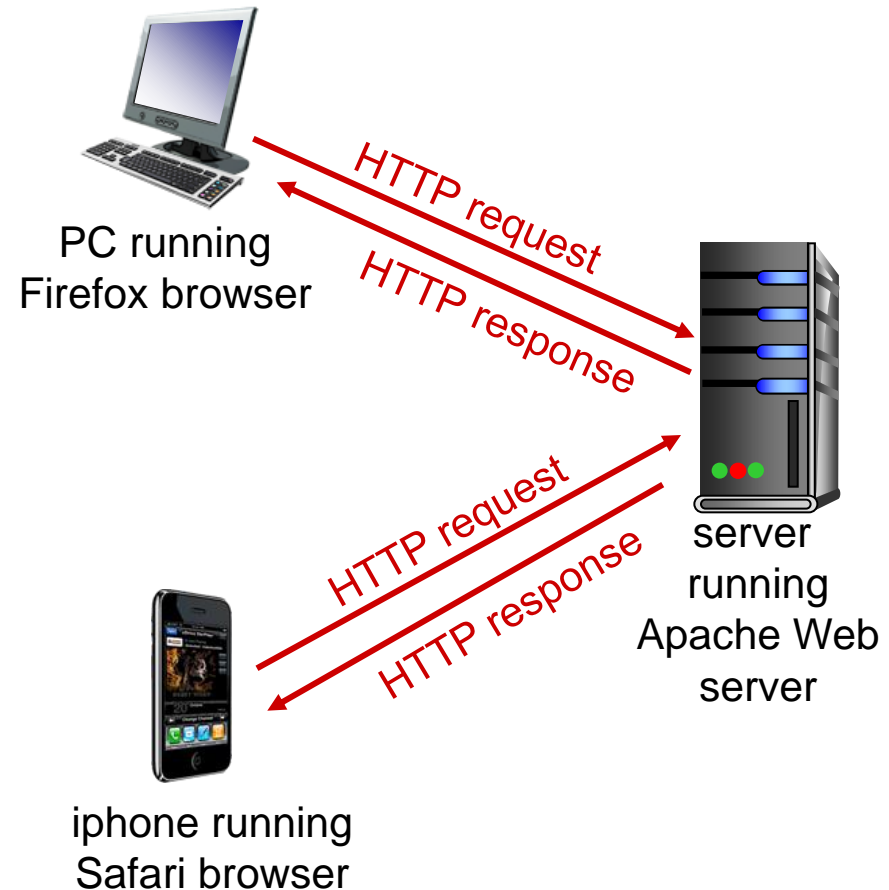 HTTP request
HTTP response
PC running
Firefox browser
HTTP request
HTTP response
server
running
Apache Web
server
iphone running
Safari browser